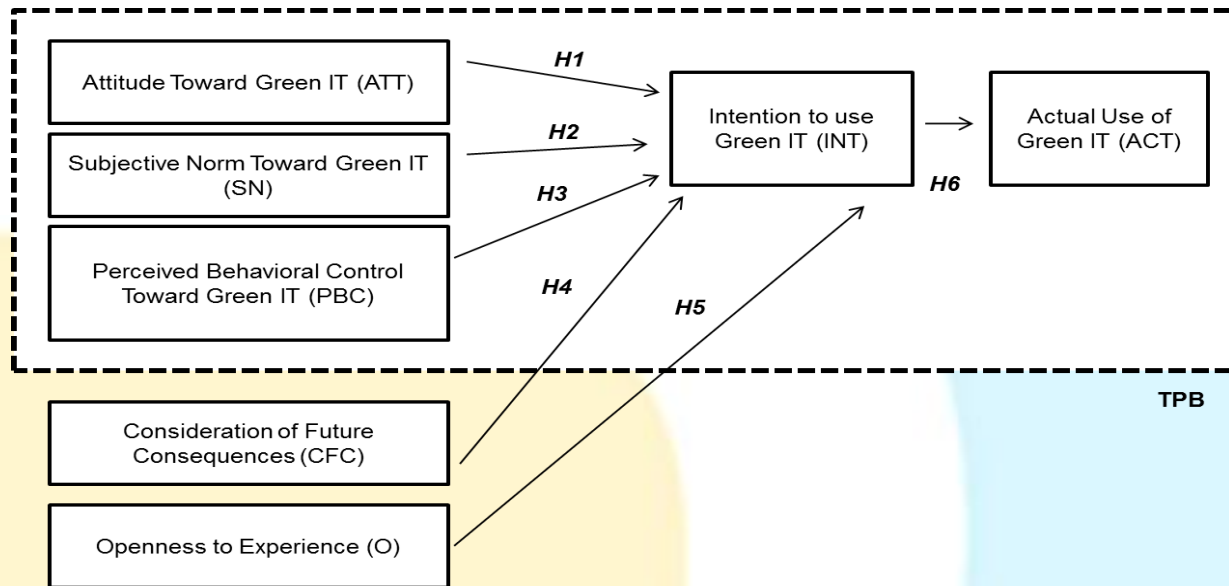 Attitude Toward Green IT (ATT)
H1
Subjective Norm Toward Green IT
(SN)
H2
Perceived Behavioral Control
Toward Green IT (PBC)
H3
Intention to use
Green IT (INT)
Actual Use of
Green IT (ACT)
H6
H4
H5
TPB
Consideration of Future
Consequences (CFC)
Openness to Experience (O)